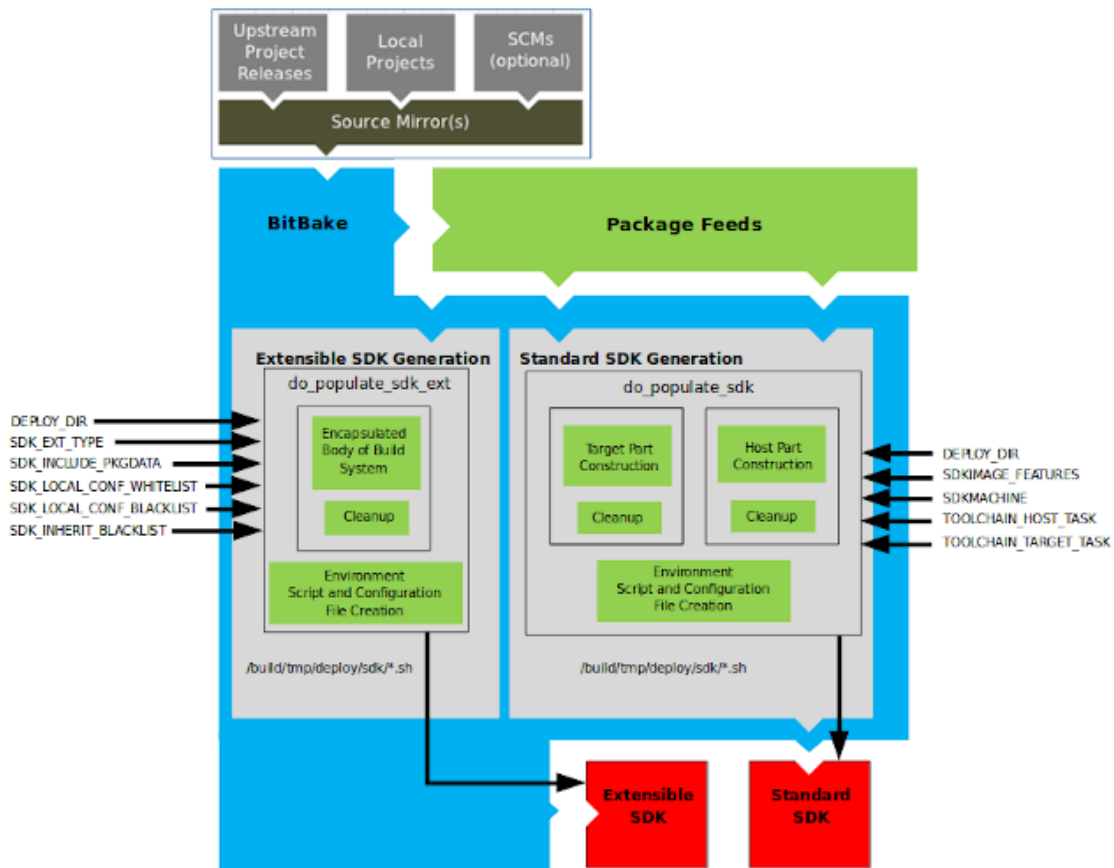 Upstream
Project
Releases
Local
Projects
SCMs
(optional)
Source Mirror(s)
BitBake
Package Feeds
Extensible SDK Generation
do_populate_sdk_ext
Encapsulated
Body of Build
System
Cleanup
Environment
Script and Configuration
File Creation
/build/tmp/deploy/sdk/*.sh
Standard SDK Generation
do_populate_sdk
Target Part
Construction
Cleanup
Host Part
Construction
Cleanup
Environment
Script and Configuration
File Creation
/build/tmp/deploy/sdk/*.sh
DEPLOY_DIR
SDK_EXT_TYPE
SDK_INCLUDE_PKGDATA
SDK_LOCAL_CONF_WHITELIST
SDK_LOCAL_CONF_BLACKLIST
SDK_INHERIT_BLACKLIST
DEPLOY_DIR
SDKIMAGE_FEATURES
SDKMACHINE
TOOLCHAIN_HOST_TASK
TOOLCHAIN_TARGET_TASK
Extensible
SDK
Standard
SDK